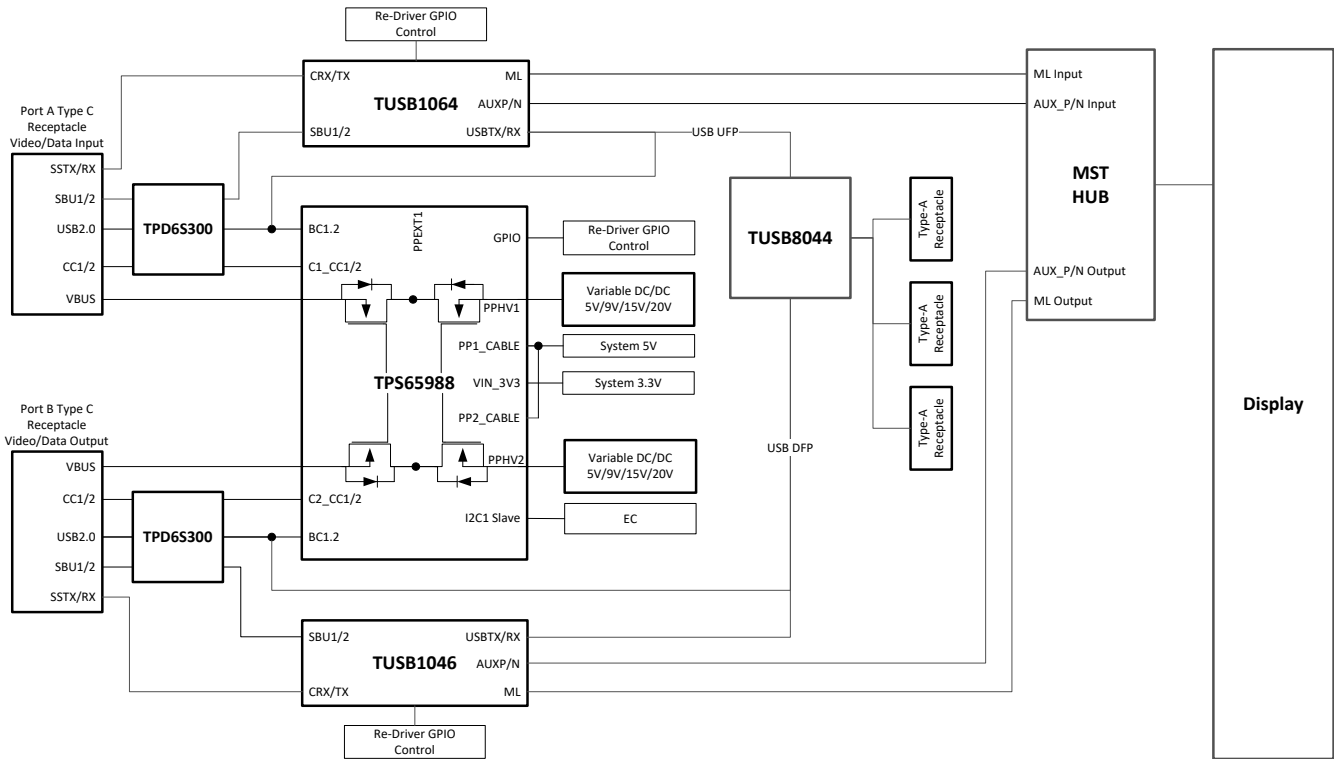 Re-Driver GPIO
Control
CRX/TX
ML
TUSB1064
AUXP/N
SBU1/2
USBTX/RX
Port A Type C
Receptacle
Video/Data Input
SSTX/RX
SBU1/2
USB2.0
CC1/2
VBUS
TPD6S300
BC1.2
C1_CC1/2
PPEXT1
GPIO
PPHV1
PP1_CABLE
TPS65988
VIN_3V3
PP2_CABLE
PPHV2
C2_CC1/2
I2C1 Slave
BC1.2
Re-Driver GPIO
Control
Variable DC/DC
5V/9V/15V/20V
System 5V
System 3.3V
Variable DC/DC
5V/9V/15V/20V
EC
Port B Type C
Receptacle
Video/Data Output
VBUS
CC1/2
USB2.0
SBU1/2
SSTX/RX
TPD6S300
SBU1/2
USBTX/RX
TUSB1046
AUXP/N
CRX/TX
ML
Re-Driver GPIO
Control
USB UFP
TUSB8044
USB DFP
Type-A
Receptacle
Type-A
Receptacle
Type-A
Receptacle
ML Input
AUX_P/N Input
MST
HUB
AUX_P/N Output
ML Output
Display